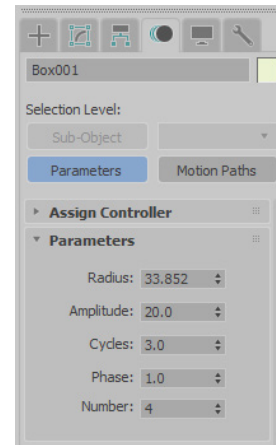 Box001
Selection Level:
Sub-Object
Parameters Motion Paths
Assign Controller
Parameters
Radius: 33.852
Amplitude: 20.0
Cycles: 3.0
Phase: 1.0
Number: 4